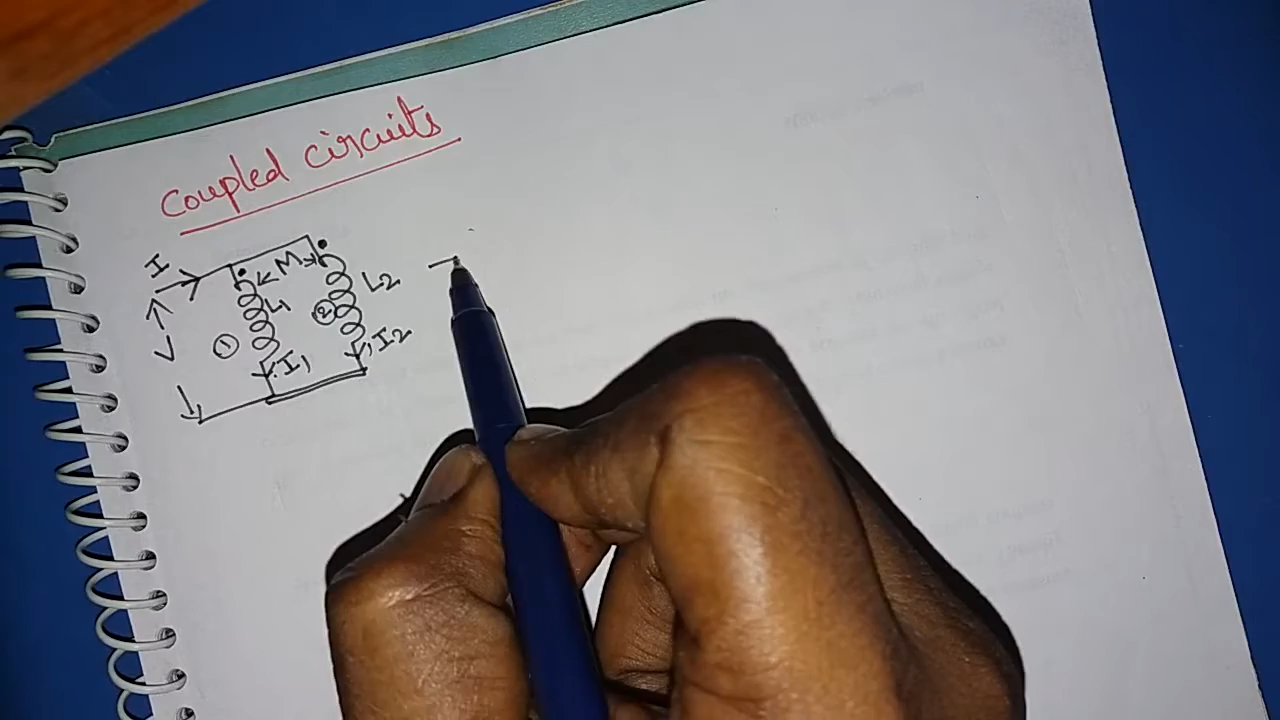 Coupled circuits
I
M
L1
L2
V
①
②
I1
I2